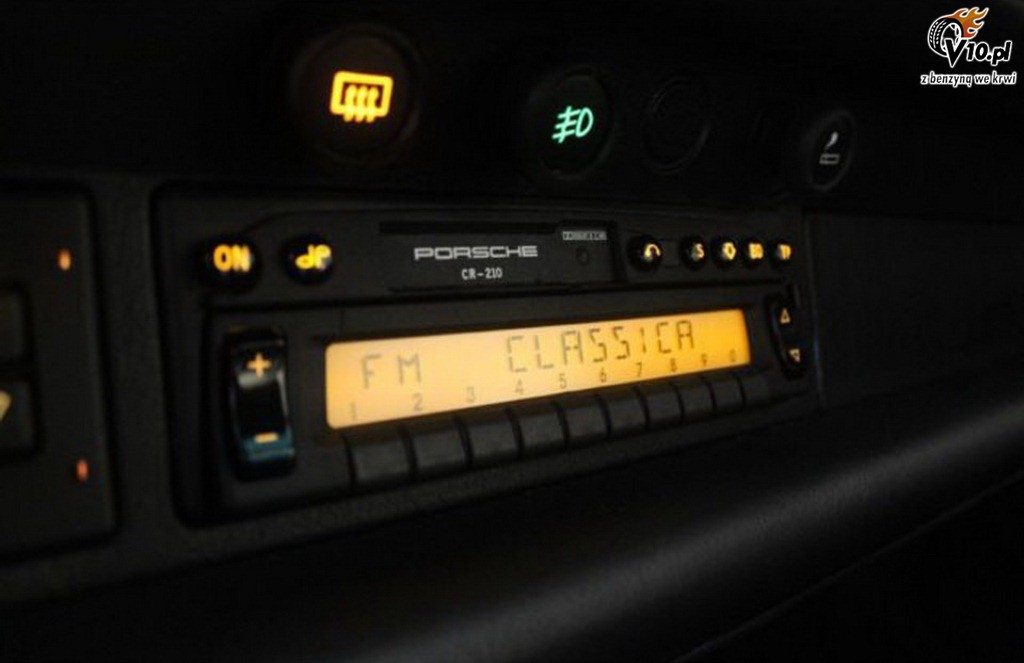 V10.pl
z benzyną we krwi
ON
PORSCHE
CR-210
FM CLASSICA
1 2 3 4 5 6 7 8 9 0